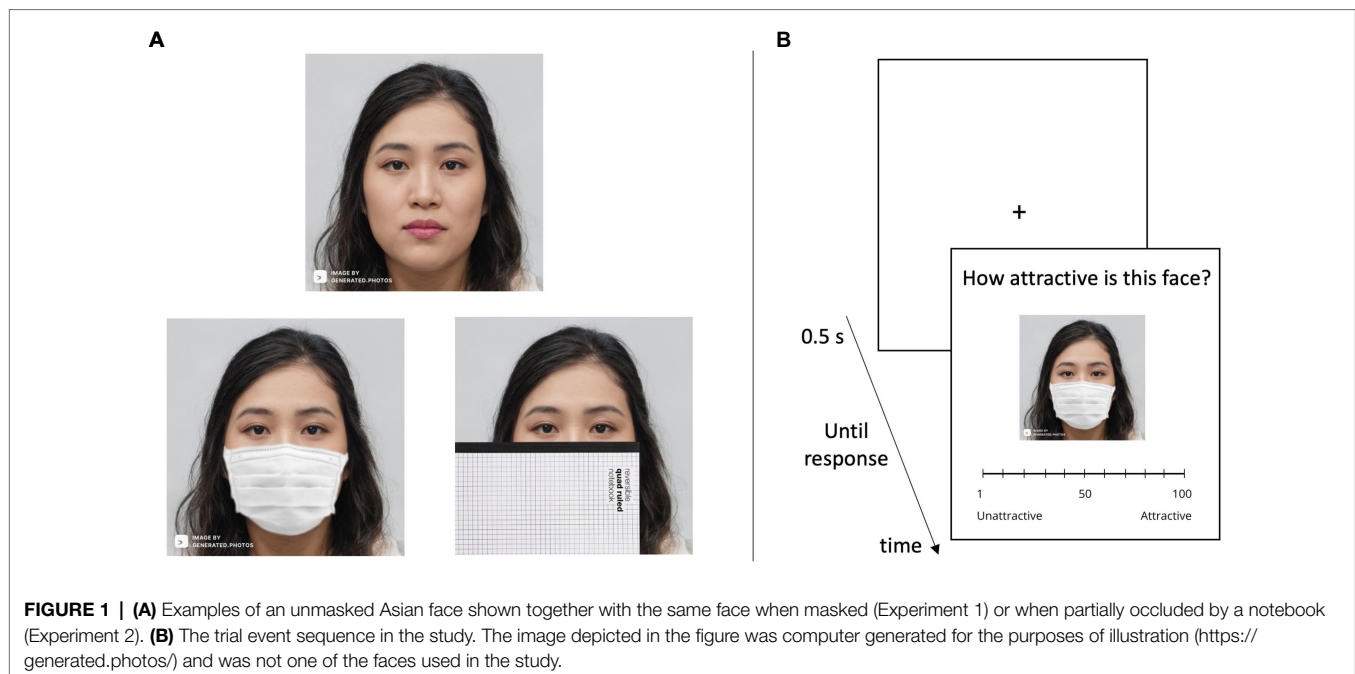 A
IMAGE BY
GENERATED.PHOTOS
IMAGE BY
GENERATED.PHOTOS
reversible
quad ruled
notebook
B
+
How attractive is this face?
IMAGE BY
GENERATED.PHOTOS
1 50 100
Unattractive Attractive
0.5 s
Until
response
time
FIGURE 1 | (A) Examples of an unmasked Asian face shown together with the same face when masked (Experiment 1) or when partially occluded by a notebook
(Experiment 2). (B) The trial event sequence in the study. The image depicted in the figure was computer generated for the purposes of illustration (https://
generated.photos/) and was not one of the faces used in the study.